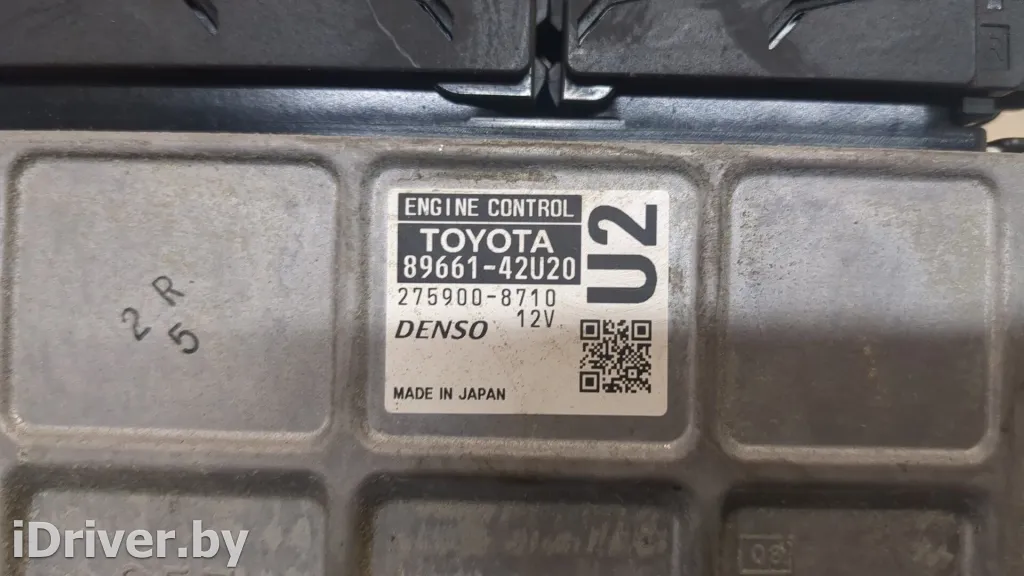 ENGINE CONTROL
TOYOTA
89661-42U20
U2
275900-8710
12V
DENSO
MADE IN JAPAN
2 R
5
iDriver.by